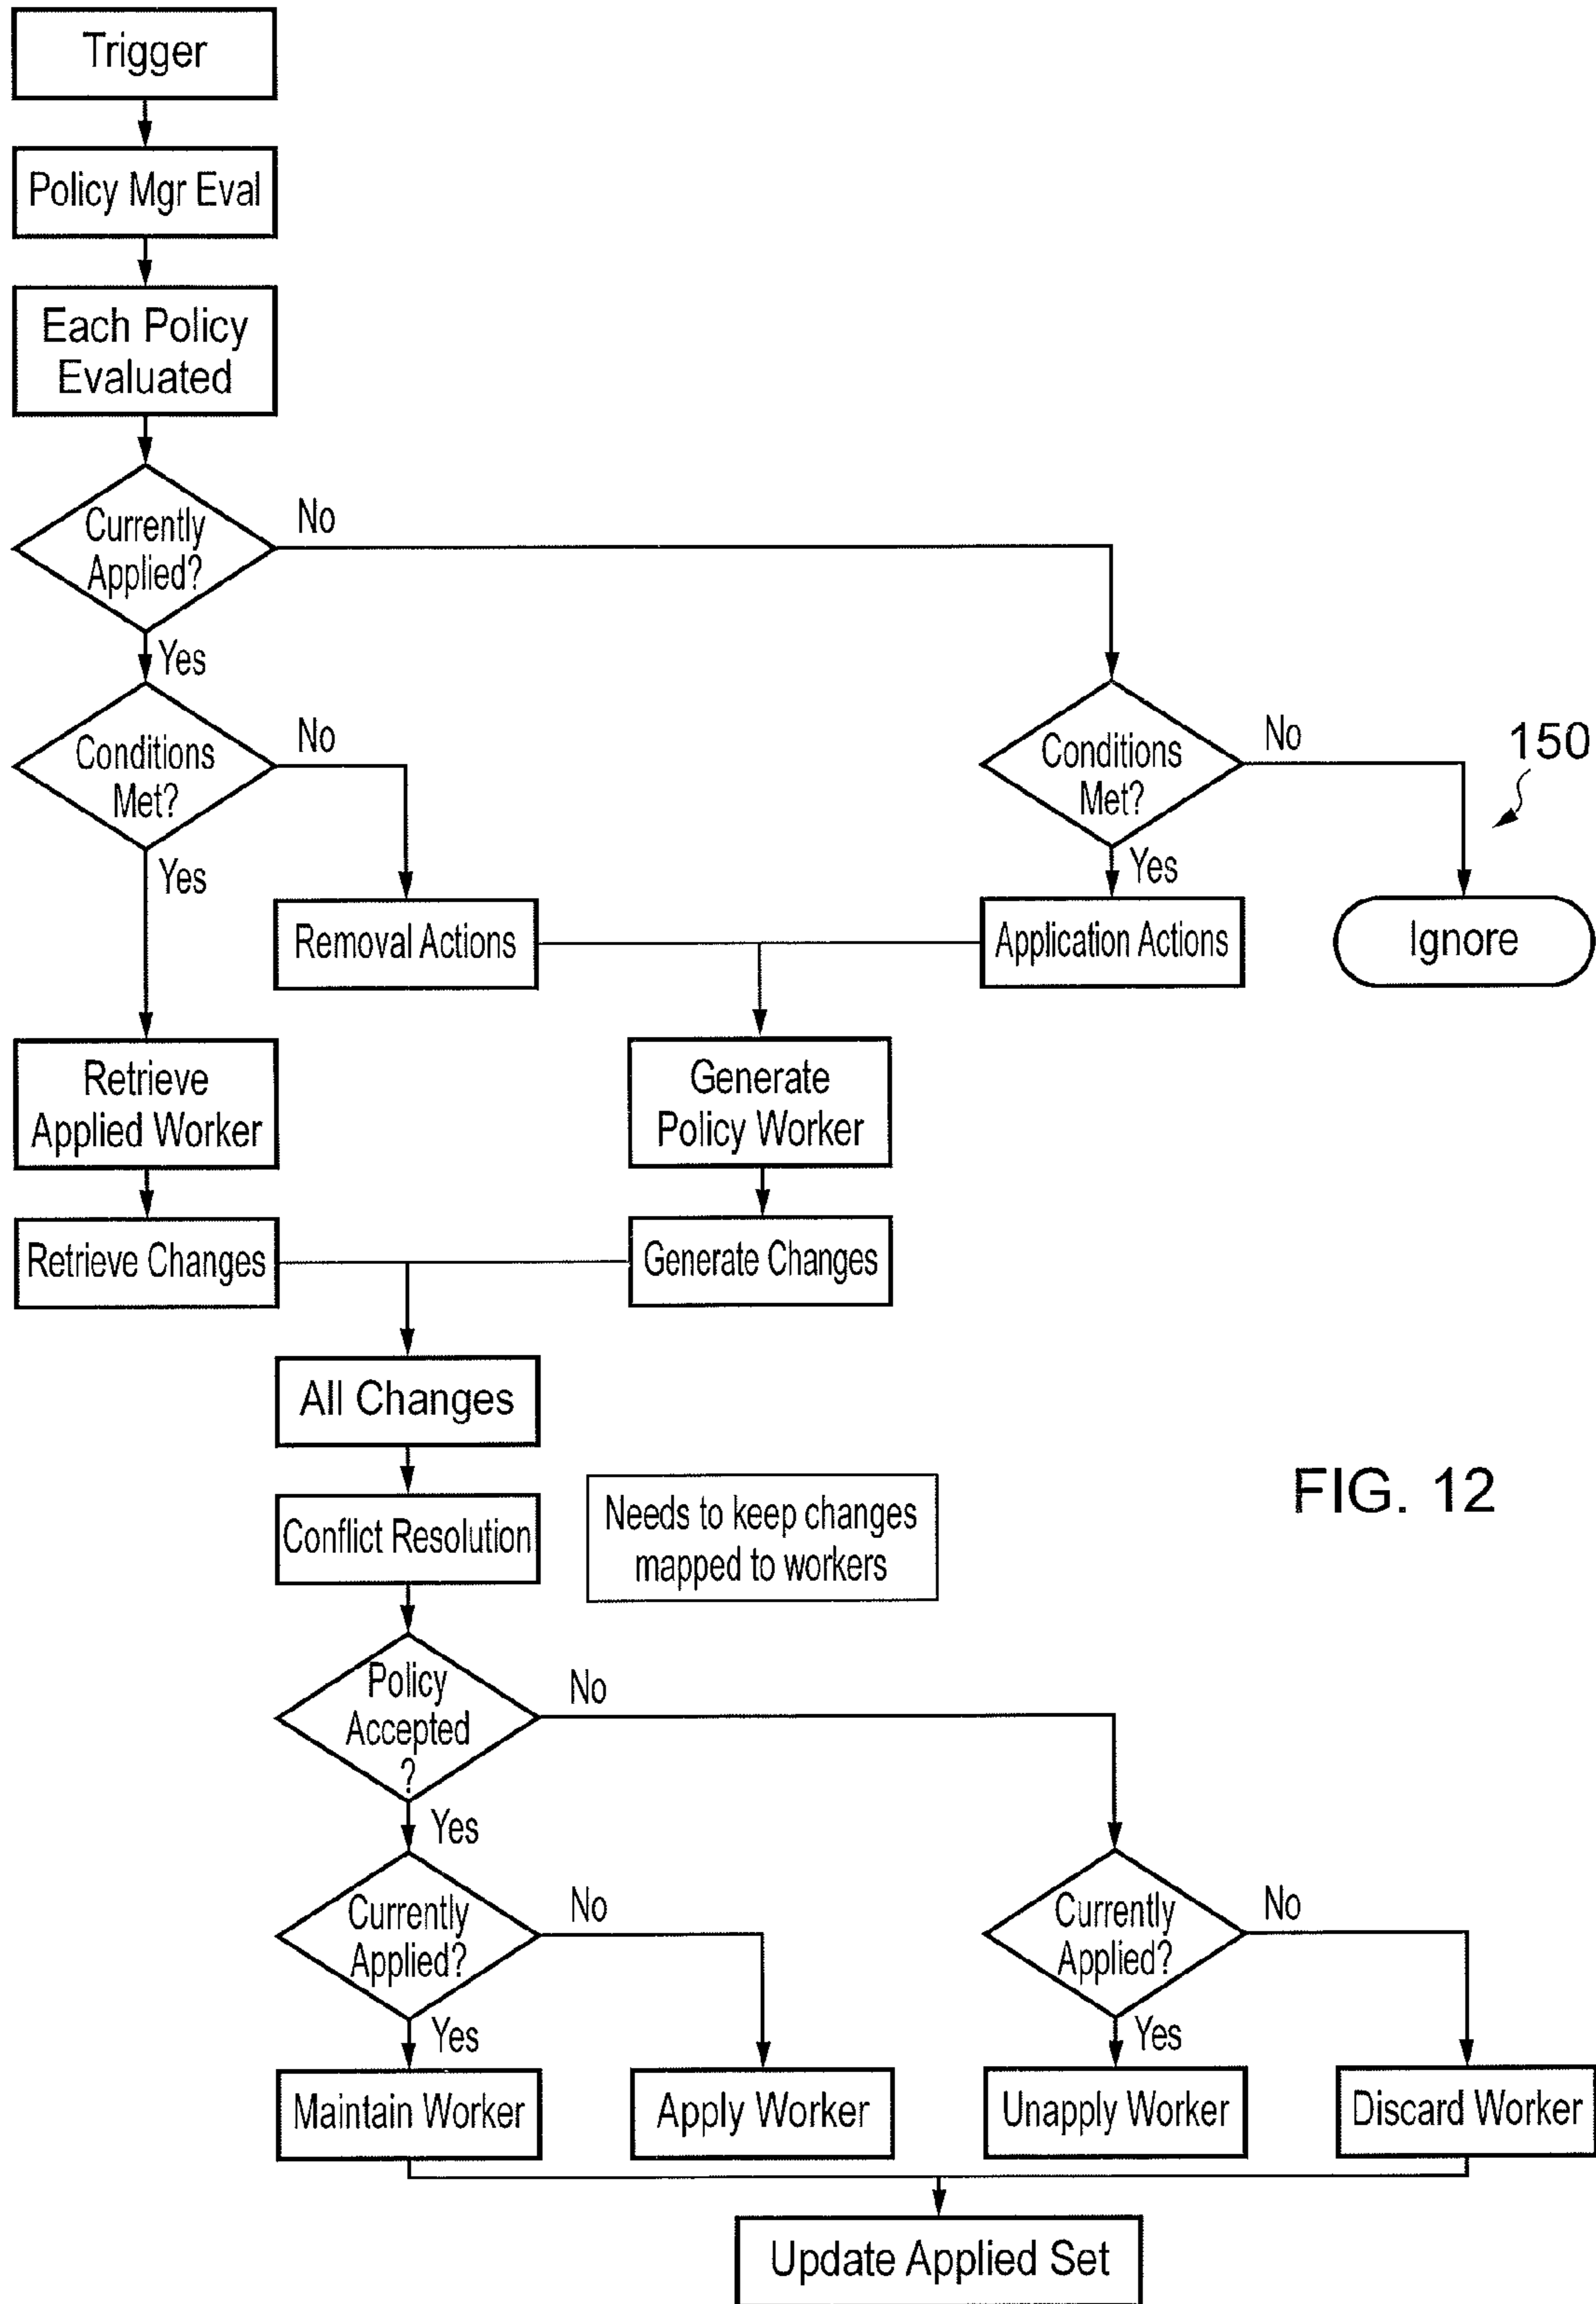 Trigger
Policy Mgr Eval
Each Policy
Evaluated
Currently
Applied?
No
Yes
Conditions
Met?
No
Yes
Conditions
Met?
No
Yes
150
Removal Actions
Application Actions
Ignore
Retrieve
Applied Worker
Generate
Policy Worker
Retrieve Changes
Generate Changes
All Changes
Conflict Resolution
Needs to keep changes
mapped to workers
FIG. 12
Policy
Accepted
?
No
Yes
Currently
Applied?
No
Yes
Currently
Applied?
No
Yes
Maintain Worker
Apply Worker
Unapply Worker
Discard Worker
Update Applied Set